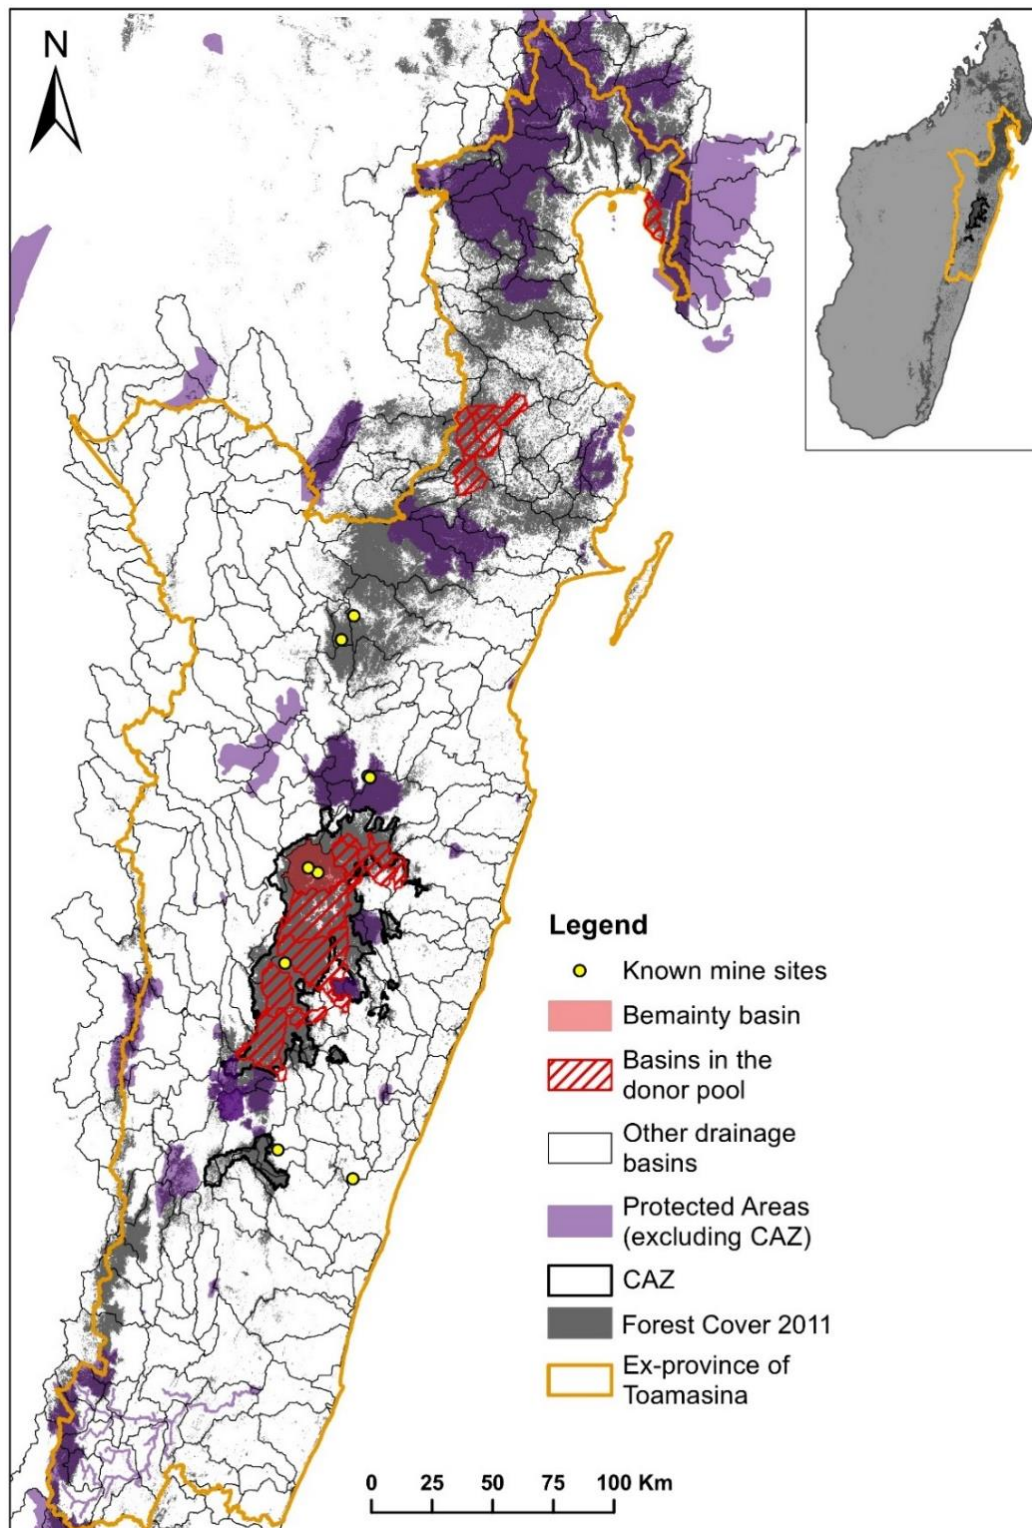 N
Legend
Known mine sites
Bemainty basin
Basins in the
donor pool
Other drainage
basins
Protected Areas
(excluding CAZ)
CAZ
Forest Cover 2011
Ex-province of
Toamasina
0 25 50 75 100 Km